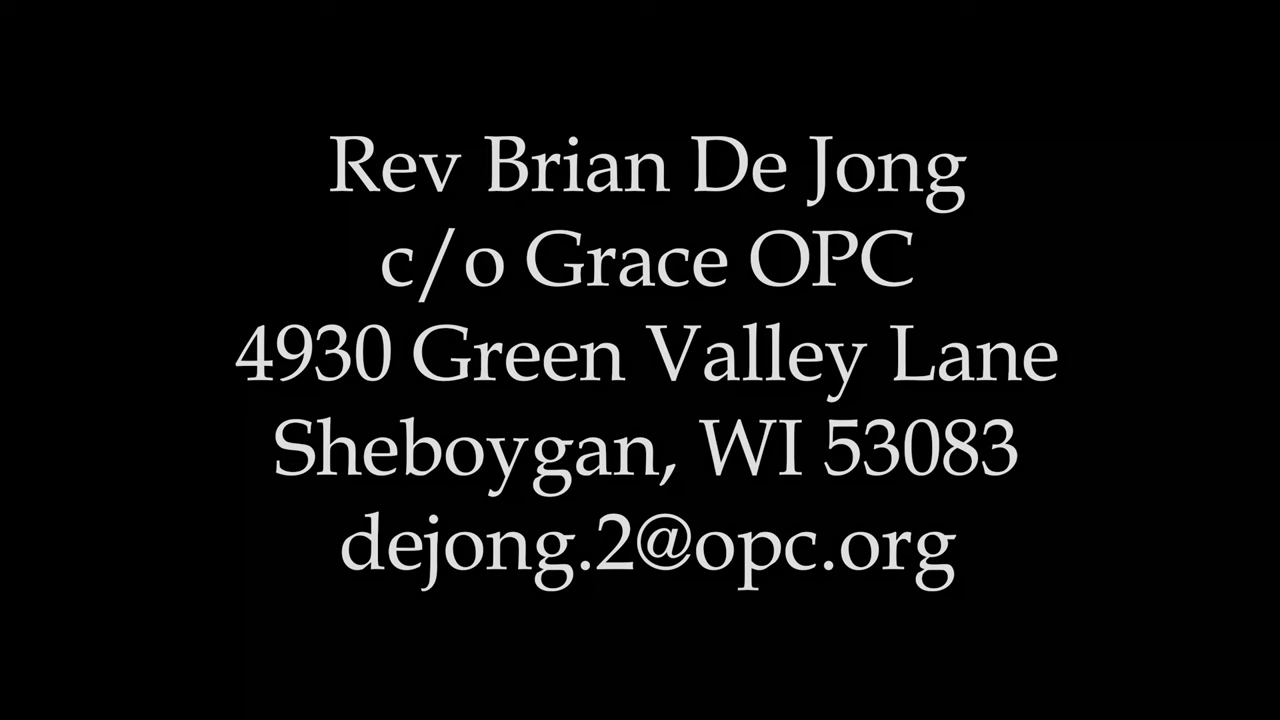 Rev Brian De Jong
c/o Grace OPC
4930 Green Valley Lane
Sheboygan, WI 53083
dejong.2@opc.org